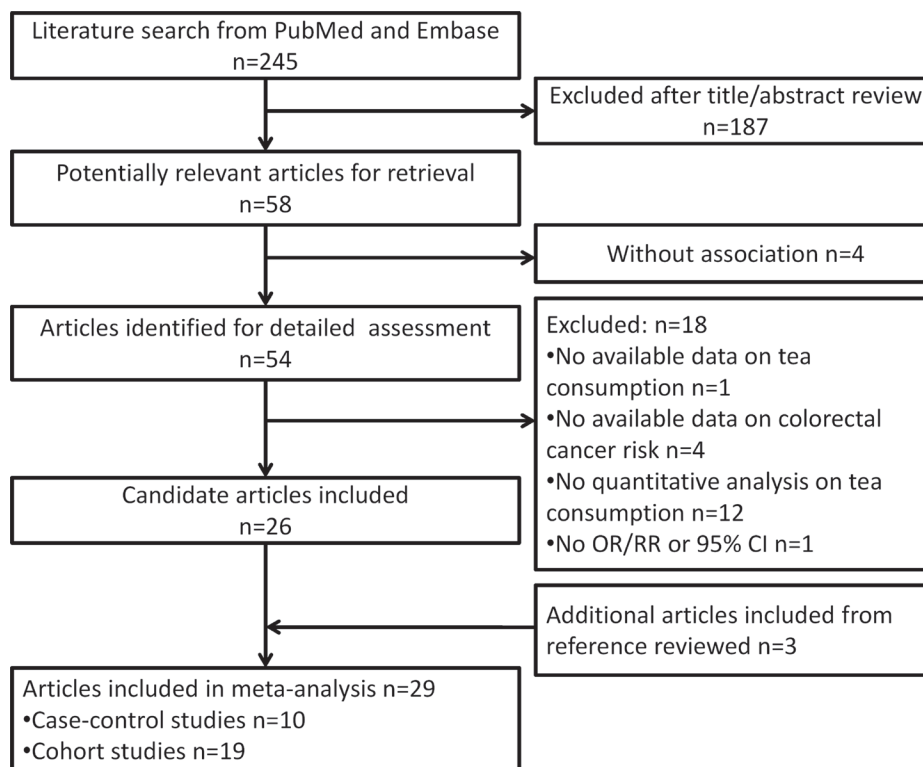 Literature search from PubMed and Embase
n=245
Excluded after title/abstract review
n=187
Potentially relevant articles for retrieval
n=58
Without association n=4
Articles identified for detailed assessment
n=54
Excluded: n=18
•No available data on tea
consumption n=1
•No available data on colorectal
cancer risk n=4
•No quantitative analysis on tea
consumption n=12
•No OR/RR or 95% CI n=1
Candidate articles included
n=26
Additional articles included from
reference reviewed n=3
Articles included in meta-analysis n=29
•Case-control studies n=10
•Cohort studies n=19